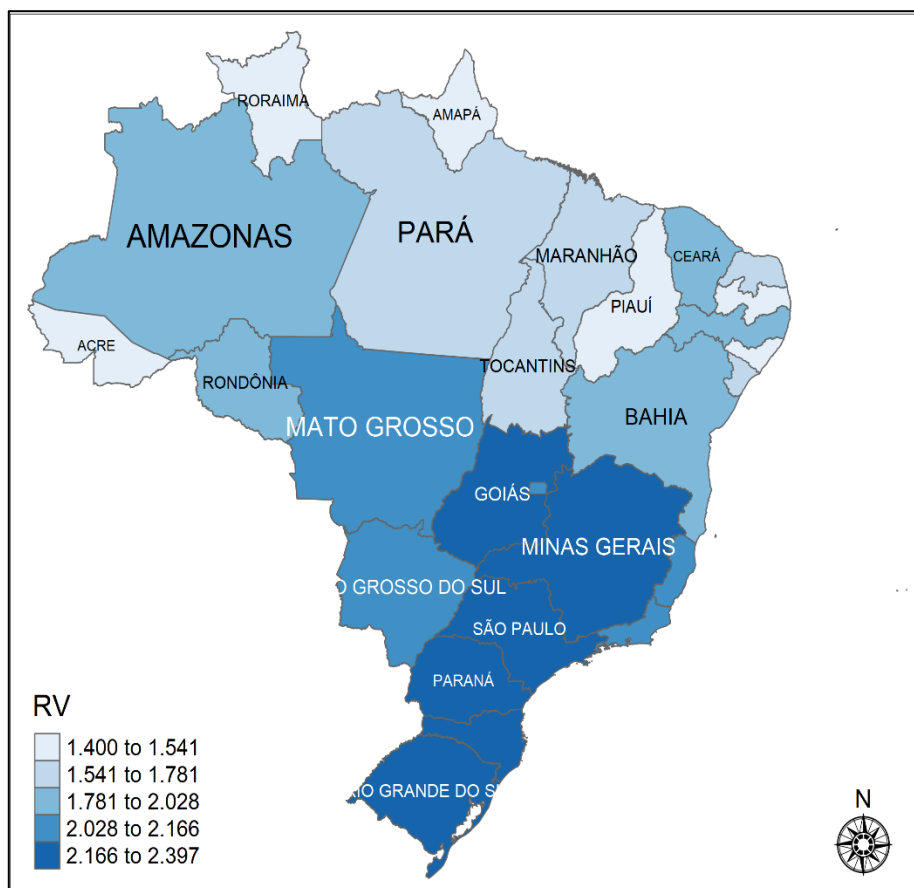 RORAIMA
AMAPÁ
AMAZONAS
PARÁ
MARANHÃO
CEARÁ
PIAUÍ
ACRE
TOCANTINS
RONDÔNIA
BAHIA
MATO GROSSO
GOIÁS
MINAS GERAIS
O GROSSO DO SUL
SÃO PAULO
PARANÁ
RIO GRANDE DO SU
RV
1.400 to 1.541
1.541 to 1.781
1.781 to 2.028
2.028 to 2.166
2.166 to 2.397
N